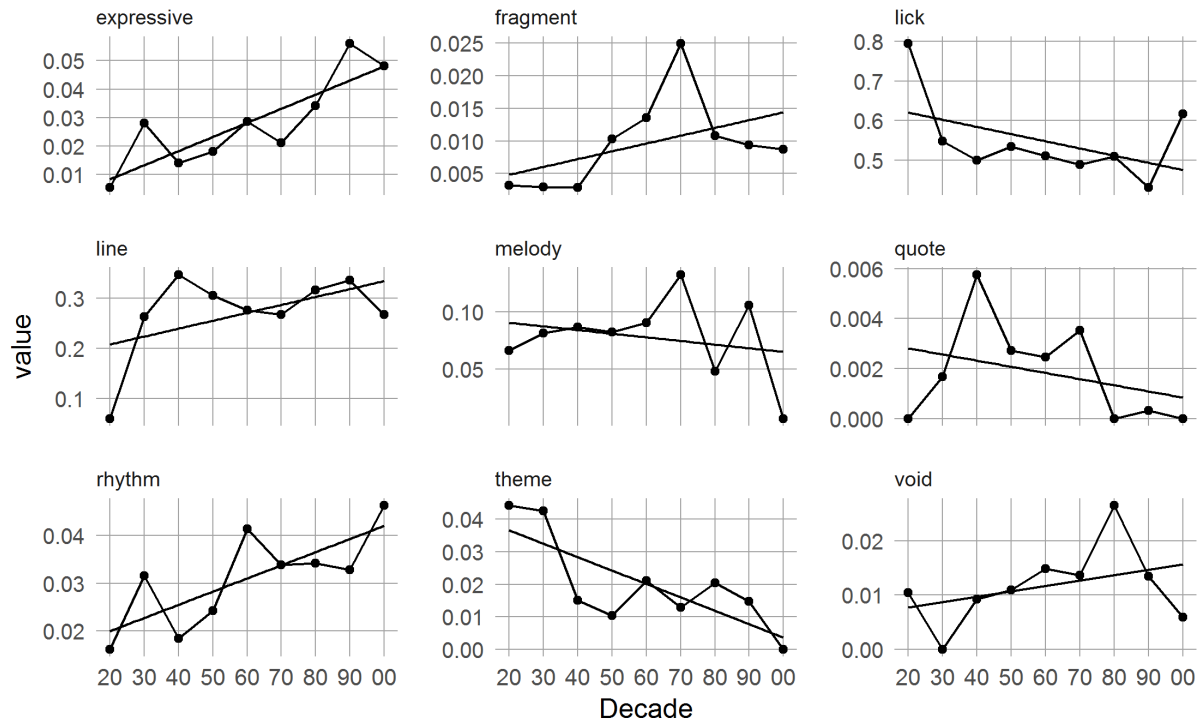 expressive fragment lick
0.05 0.025 0.8
0.04 0.020 0.7
0.03 0.015 0.6
0.02 0.010 0.5
0.01 0.005
line melody quote
0.3 0.10 0.006
0.2 0.05 0.004
0.1 0.002
0.000
value
rhythm theme void
0.04 0.04 0.02
0.03 0.03 0.01
0.02 0.02 0.00
0.01
0.00
20 30 40 50 60 70 80 90 00 20 30 40 50 60 70 80 90 00 20 30 40 50 60 70 80 90 00
Decade